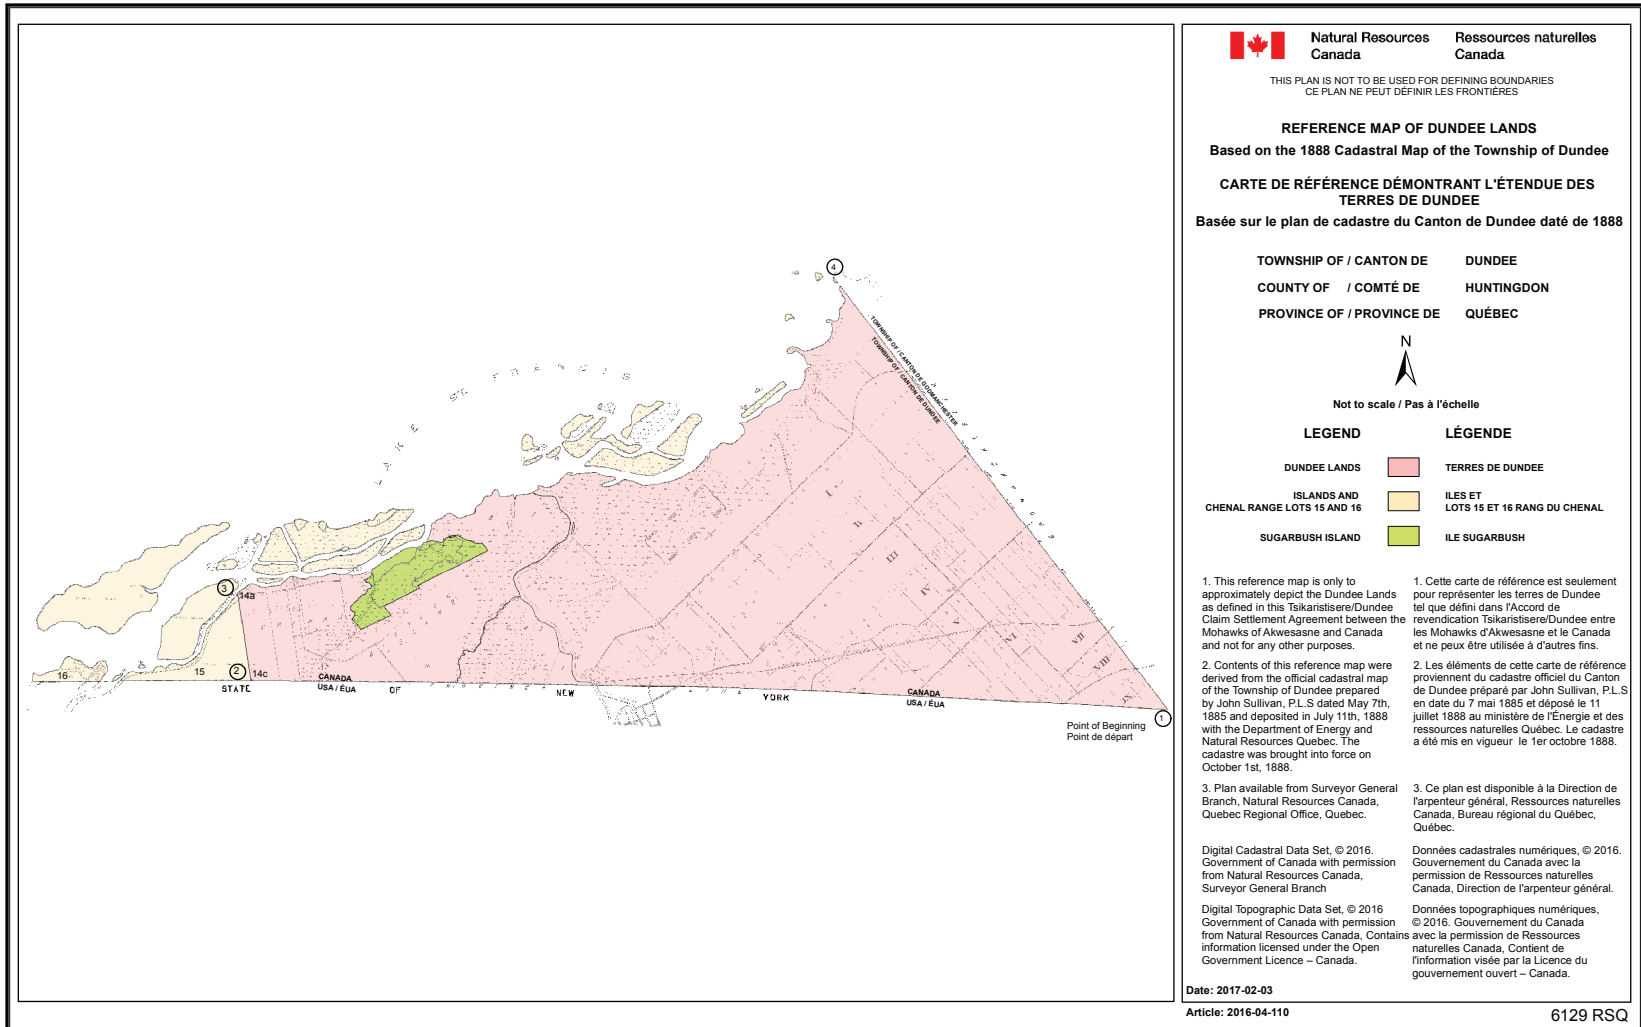 Natural Resources
Canada
Ressources naturelles
Canada
THIS PLAN IS NOT TO BE USED FOR DEFINING BOUNDARIES
CE PLAN NE PEUT DÉFINIR LES FRONTIÈRES
REFERENCE MAP OF DUNDEE LANDS
Based on the 1888 Cadastral Map of the Township of Dundee
CARTE DE RÉFÉRENCE DÉMONTRANT L'ÉTENDUE DES
TERRES DE DUNDEE
Basée sur le plan de cadastre du Canton de Dundee daté de 1888
TOWNSHIP OF / CANTON DE DUNDEE
COUNTY OF / COMTÉ DE HUNTINGDON
PROVINCE OF / PROVINCE DE QUÉBEC
N
Not to scale / Pas à l'échelle
LEGEND LÉGENDE
DUNDEE LANDS TERRES DE DUNDEE
ISLANDS AND
CHENAL RANGE LOTS 15 AND 16
ILES ET
LOTS 15 ET 16 RANG DU CHENAL
SUGARBUSH ISLAND ILE SUGARBUSH
1. This reference map is only to
approximately depict the Dundee Lands
as defined in this Tsikaristisere/Dundee
Claim Settlement Agreement between the
Mohawks of Akwesasne and Canada
and not for any other purposes.
2. Contents of this reference map were
derived from the official cadastral map
of the Township of Dundee prepared
by John Sullivan, P.L.S dated May 7th,
1885 and deposited in July 11th, 1888
with the Department of Energy and
Natural Resources Quebec. The
cadastre was brought into force on
October 1st, 1888.
3. Plan available from Surveyor General
Branch, Natural Resources Canada,
Quebec Regional Office, Quebec.
Digital Cadastral Data Set, © 2016.
Government of Canada with permission
from Natural Resources Canada,
Surveyor General Branch
Digital Topographic Data Set, © 2016
Government of Canada with permission
from Natural Resources Canada, Contains
information licensed under the Open
Government Licence – Canada.
1. Cette carte de référence est seulement
pour représenter les terres de Dundee
tel que défini dans l'Accord de
revendication Tsikaristisere/Dundee entre
les Mohawks d'Akwesasne et le Canada
et ne peux être utilisée à d'autres fins.
2. Les éléments de cette carte de référence
proviennent du cadastre officiel du Canton
de Dundee préparé par John Sullivan, P.L.S
en date du 7 mai 1885 et déposé le 11
juillet 1888 au ministère de l'Énergie et des
ressources naturelles Québec. Le cadastre
a été mis en vigueur le 1er octobre 1888.
3. Ce plan est disponible à la Direction de
l'arpenteur général, Ressources naturelles
Canada, Bureau régional du Québec,
Québec.
Données cadastrales numériques, © 2016.
Gouvernement du Canada avec la
permission de Ressources naturelles
Canada, Direction de l'arpenteur général.
Données topographiques numériques,
© 2016. Gouvernement du Canada
avec la permission de Ressources
naturelles Canada, Contient de
l'information visée par la Licence du
gouvernement ouvert – Canada.
Date: 2017-02-03
Article: 2016-04-110
6129 RSQ
4
TOWNSHIP OF / CANTON DE GODMANCHESTER
TOWNSHIP OF / CANTON DE DUNDEE
LAKE ST FRANCIS
I
II
III
IV
V
VI
VII
VIII
IX
3
14a
2
14c
15
16
CANADA
USA / ÉUA
STATE OF NEW YORK
CANADA
USA / ÉUA
1
Point of Beginning
Point de départ